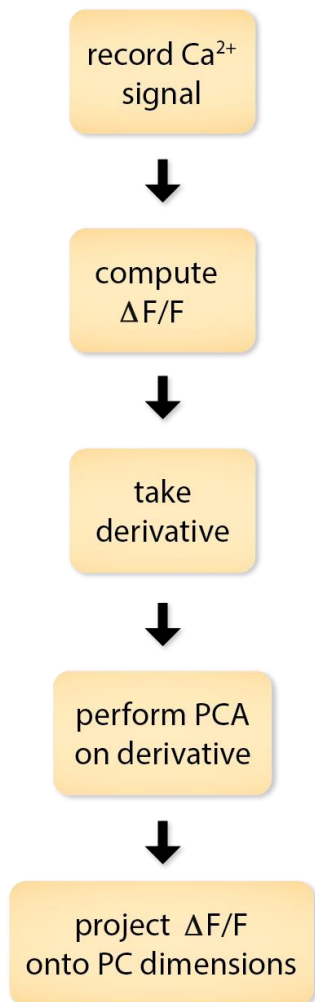 record Ca²⁺
signal
compute
ΔF/F
take
derivative
perform PCA
on derivative
project ΔF/F
onto PC dimensions